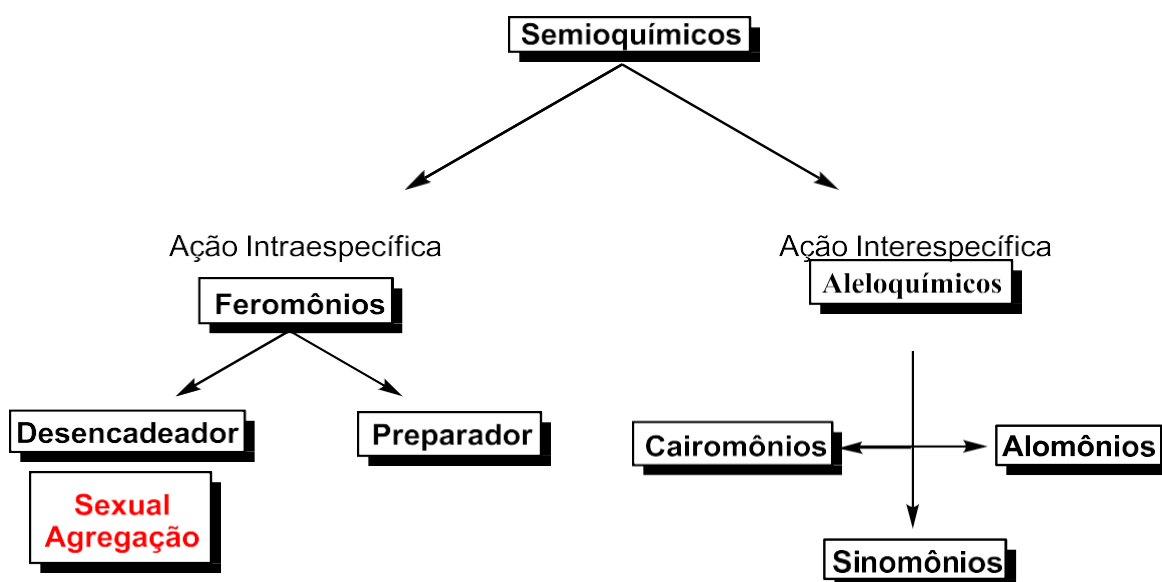 Semioquímicos
Ação Intraespecífica
Feromônios
Desencadeador
Preparador
Sexual
Agregação
Ação Interespecífica
Aleloquímicos
Cairomônios
Alomônios
Sinomônios